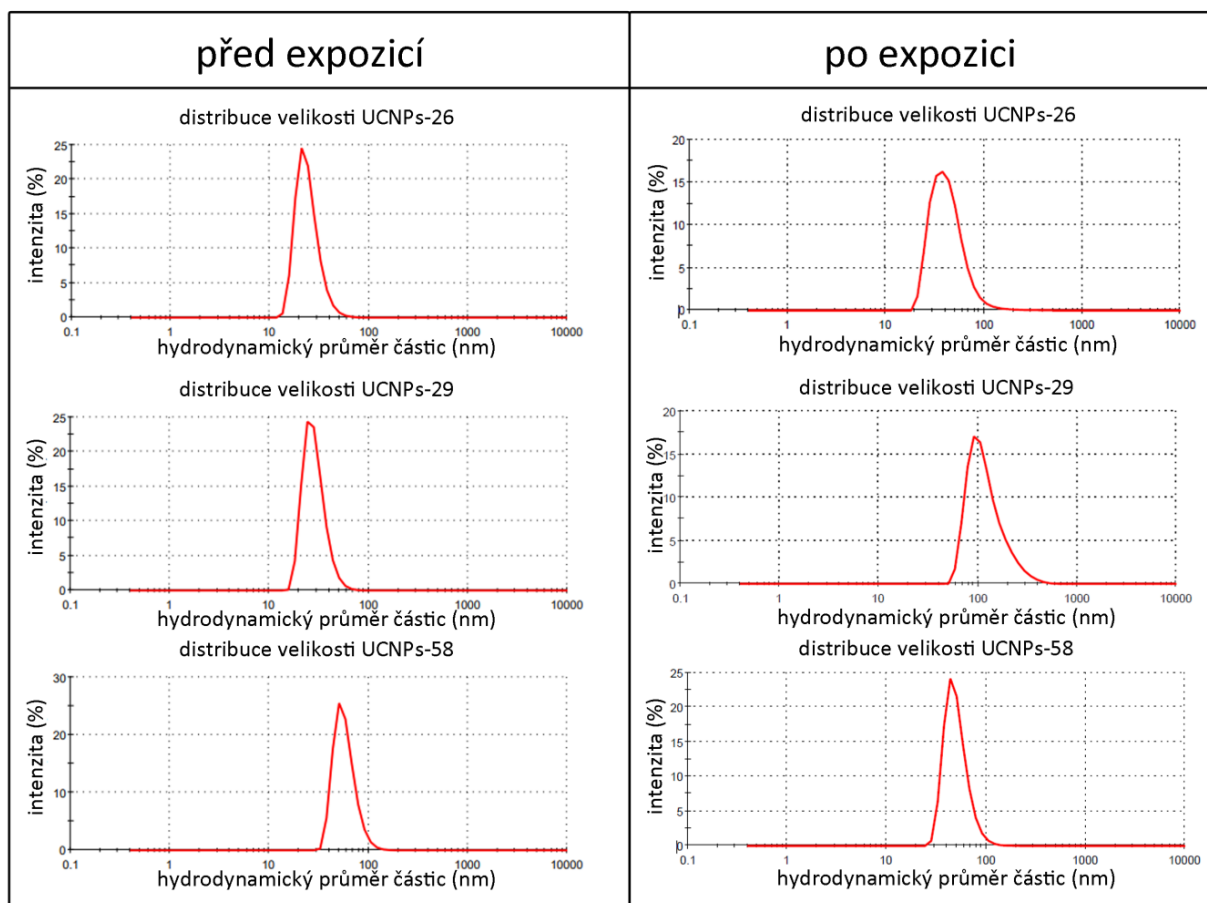 před expozicí
po expozici
distribuce velikosti UCNPs-26
intenzita (%)
25
20
15
10
5
0
0.1 1 10 100 1000 10000
hydrodynamický průměr částic (nm)
distribuce velikosti UCNPs-26
intenzita (%)
20
15
10
5
0
0.1 1 10 100 1000 10000
hydrodynamický průměr částic (nm)
distribuce velikosti UCNPs-29
intenzita (%)
25
20
15
10
5
0
0.1 1 10 100 1000 10000
hydrodynamický průměr částic (nm)
distribuce velikosti UCNPs-29
intenzita (%)
20
15
10
5
0
0.1 1 10 100 1000 10000
hydrodynamický průměr částic (nm)
distribuce velikosti UCNPs-58
intenzita (%)
30
20
10
0
0.1 1 10 100 1000 10000
hydrodynamický průměr částic (nm)
distribuce velikosti UCNPs-58
intenzita (%)
25
20
15
10
5
0
0.1 1 10 100 1000 10000
hydrodynamický průměr částic (nm)